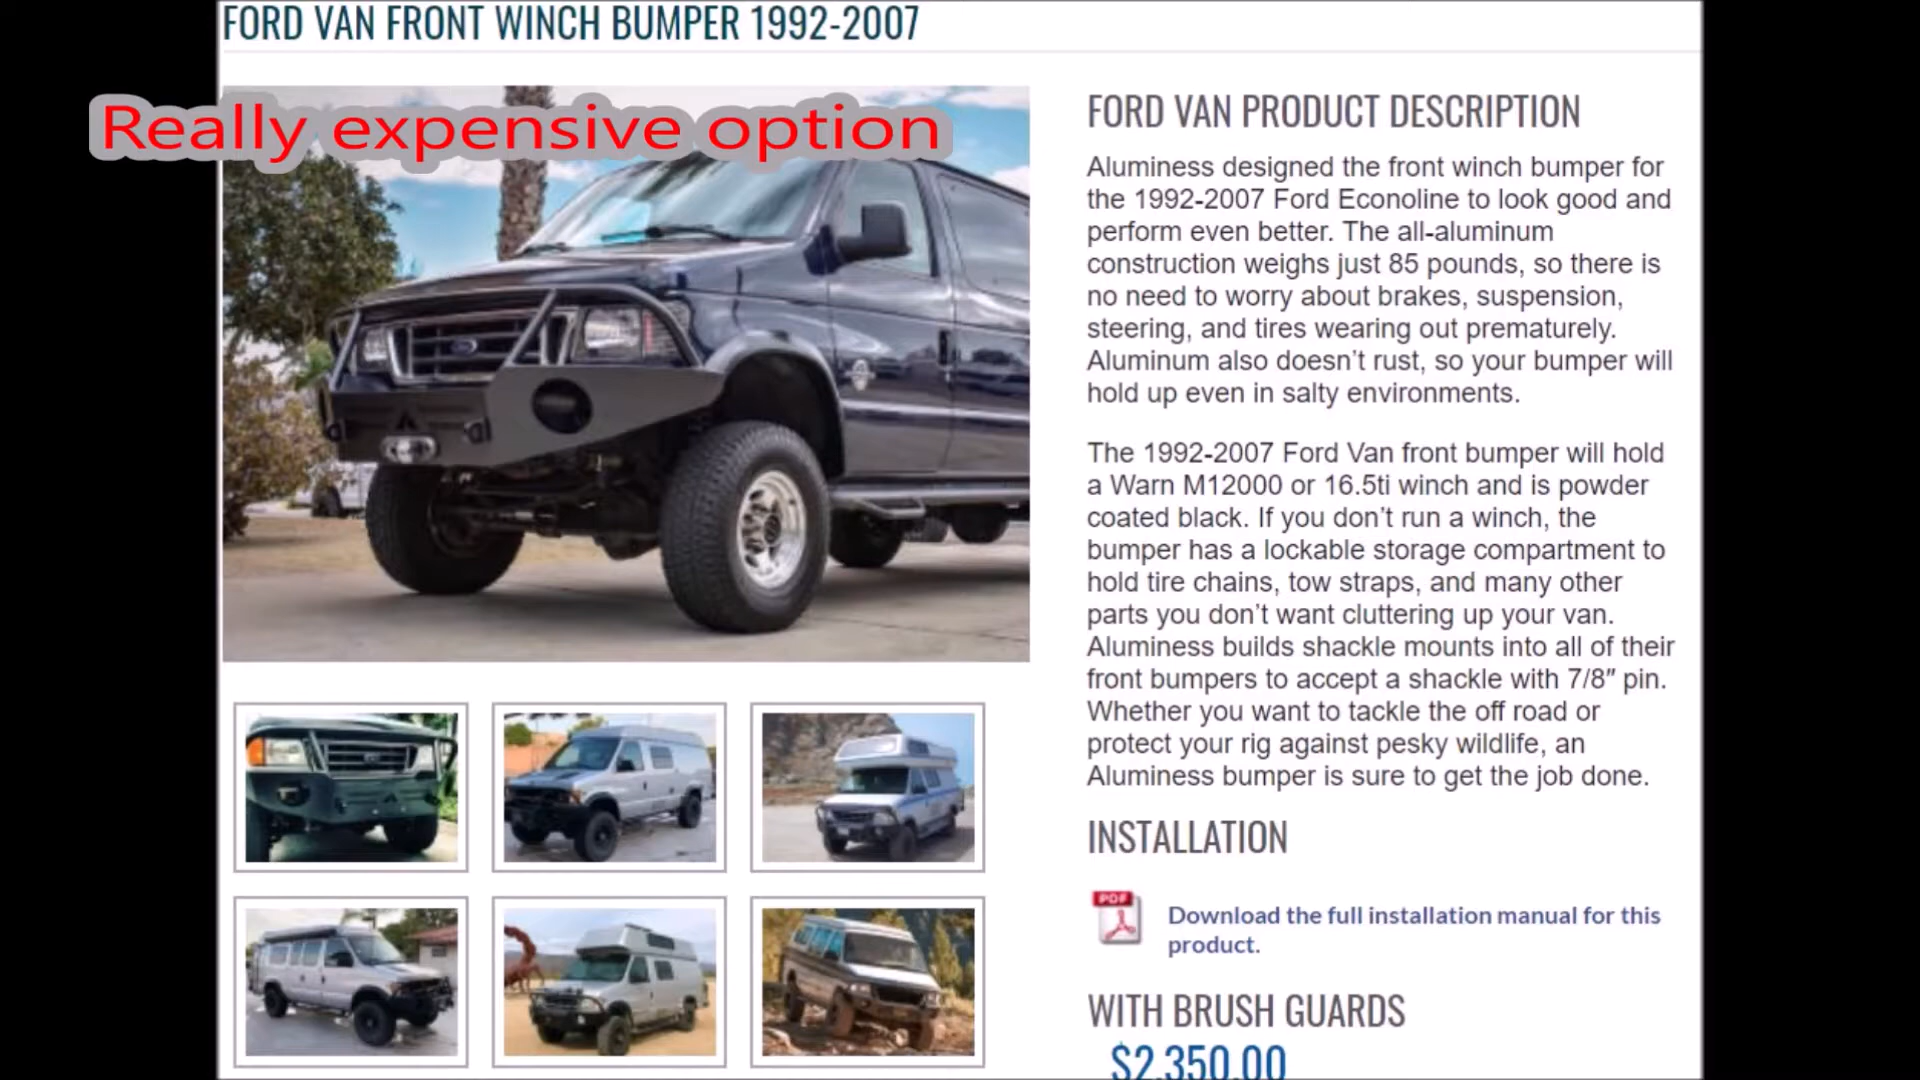 FORD VAN FRONT WINCH BUMPER 1992-2007
Really expensive option
FORD VAN PRODUCT DESCRIPTION
Aluminess designed the front winch bumper for
the 1992-2007 Ford Econoline to look good and
perform even better. The all-aluminum
construction weighs just 85 pounds, so there is
no need to worry about brakes, suspension,
steering, and tires wearing out prematurely.
Aluminum also doesn’t rust, so your bumper will
hold up even in salty environments.
The 1992-2007 Ford Van front bumper will hold
a Warn M12000 or 16.5ti winch and is powder
coated black. If you don’t run a winch, the
bumper has a lockable storage compartment to
hold tire chains, tow straps, and many other
parts you don’t want cluttering up your van.
Aluminess builds shackle mounts into all of their
front bumpers to accept a shackle with 7/8″ pin.
Whether you want to tackle the off road or
protect your rig against pesky wildlife, an
Aluminess bumper is sure to get the job done.
INSTALLATION
PDF
Download the full installation manual for this
product.
WITH BRUSH GUARDS
$2,350.00